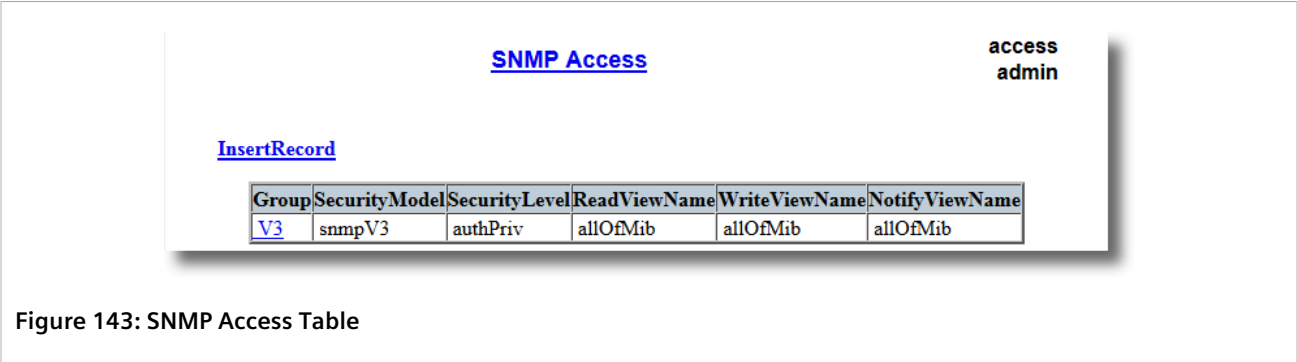 SNMP Access
access
admin
InsertRecord
Group SecurityModel SecurityLevel ReadViewName WriteViewName NotifyViewName
V3 snmpV3 authPriv allOfMib allOfMib allOfMib
Figure 143: SNMP Access Table